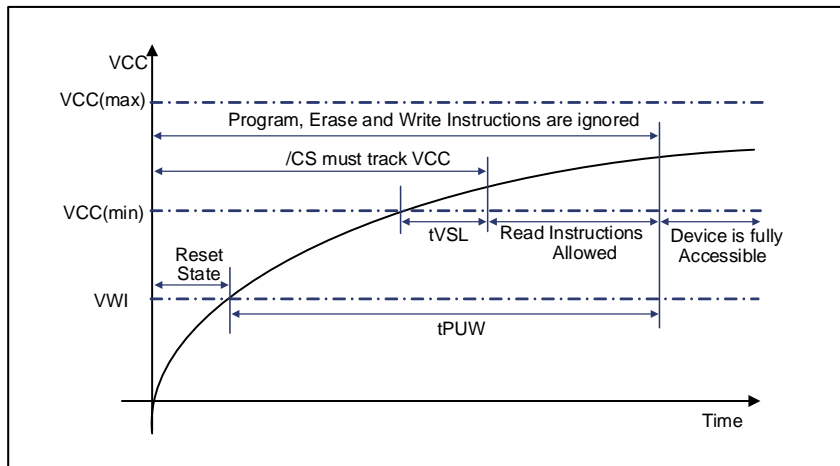 VCC
VCC(max)
Program, Erase and Write Instructions are ignored
/CS must track VCC
VCC(min)
tVSL
Read Instructions
Allowed
Device is fully
Accessible
Reset
State
VWI
tPUW
Time